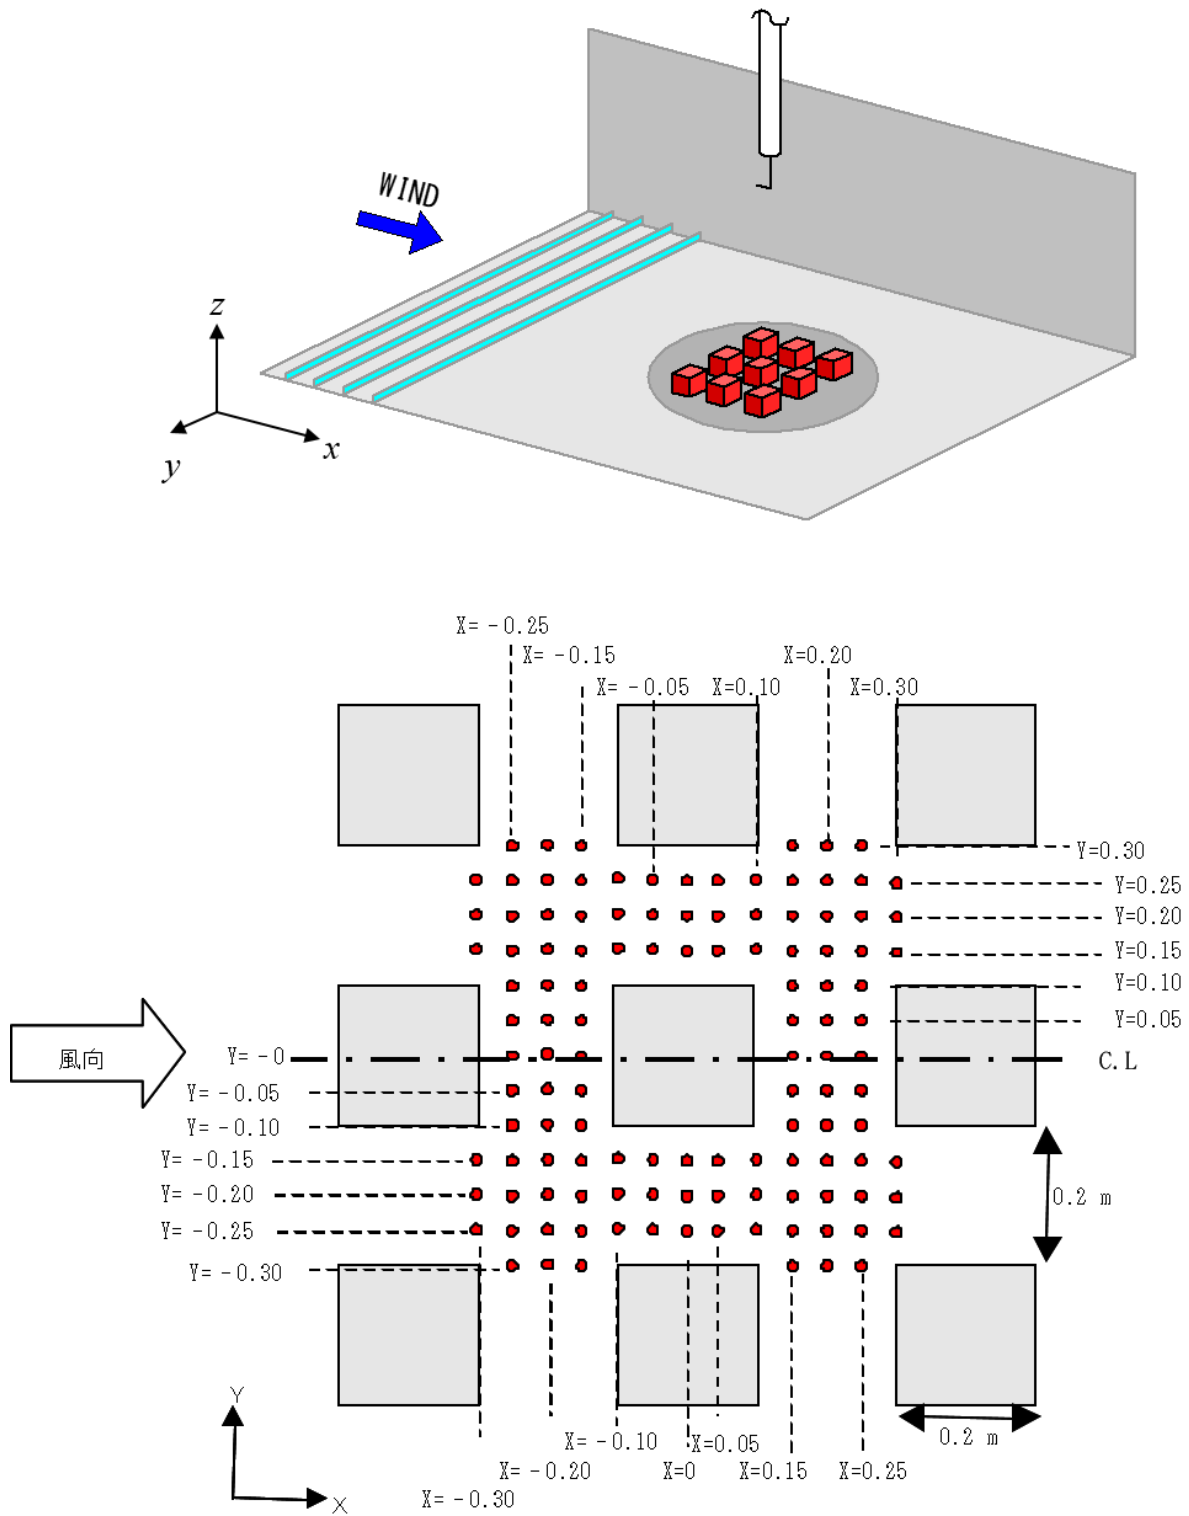 WIND
z
y
x
X= -0.25
X= -0.15
X=0.20
X= -0.05
X=0.10
X=0.30
Y=0.30
Y=0.25
Y=0.20
Y=0.15
Y=0.10
Y=0.05
風向
Y= -0
C.L
Y= -0.05
Y= -0.10
Y= -0.15
Y= -0.20
0.2 m
Y= -0.25
Y= -0.30
Y
X
0.2 m
X= -0.10
X=0.05
X= -0.20
X=0
X=0.15
X=0.25
X= -0.30